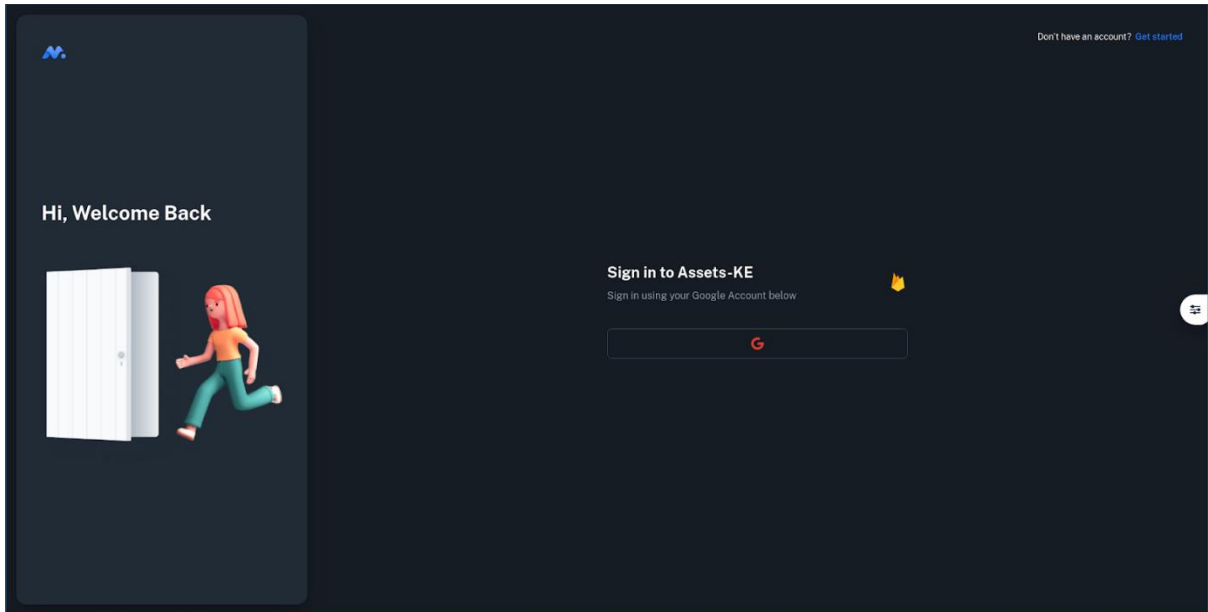 Don't have an account? Get started
Hi, Welcome Back
Sign in to Assets-KE
Sign in using your Google Account below